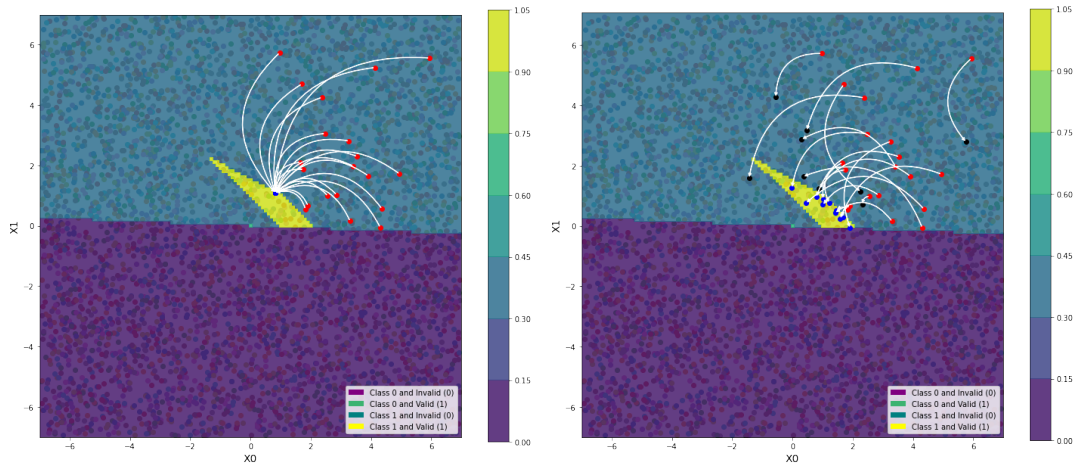 1.05
6
0.90
4
0.75
2
0.60
X1
0
0.45
−2
0.30
−4
0.15
−6
Class 0 and Invalid (0)
Class 0 and Valid (1)
Class 1 and Invalid (0)
Class 1 and Valid (1)
0.00
−6 −4 −2 0 2 4 6
X0
1.05
6
0.90
4
0.75
2
0.60
X1
0
0.45
−2
0.30
−4
0.15
−6
Class 0 and Invalid (0)
Class 0 and Valid (1)
Class 1 and Invalid (0)
Class 1 and Valid (1)
0.00
−6 −4 −2 0 2 4 6
X0